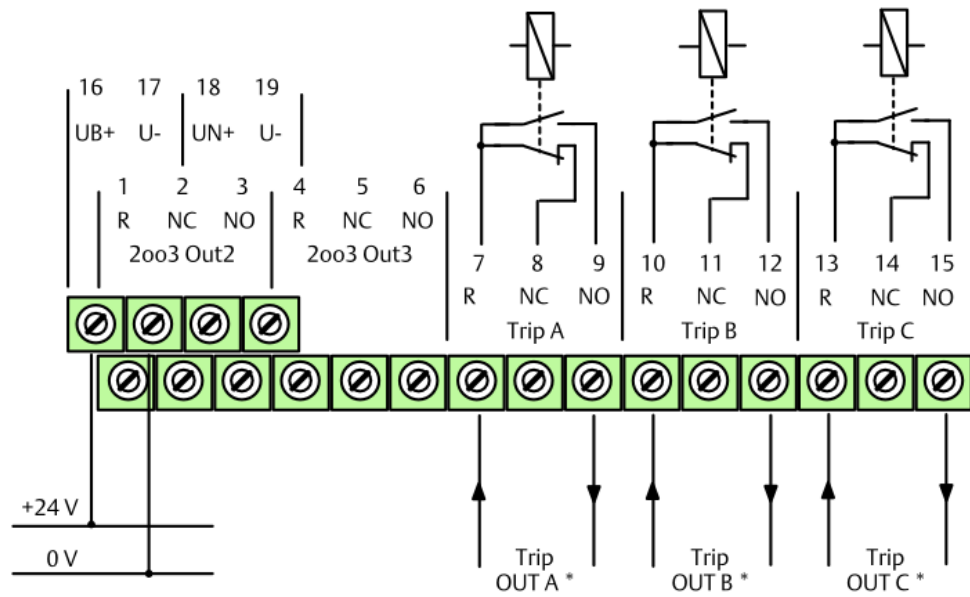 16 17 18 19
UB+ U- UN+ U-
1 2 3 4 5 6
R NC NO R NC NO
2oo3 Out2 2oo3 Out3
7 8 9 10 11 12 13 14 15
R NC NO R NC NO R NC NO
Trip A Trip B Trip C
+24 V
0 V
Trip OUT A * Trip OUT B * Trip OUT C *